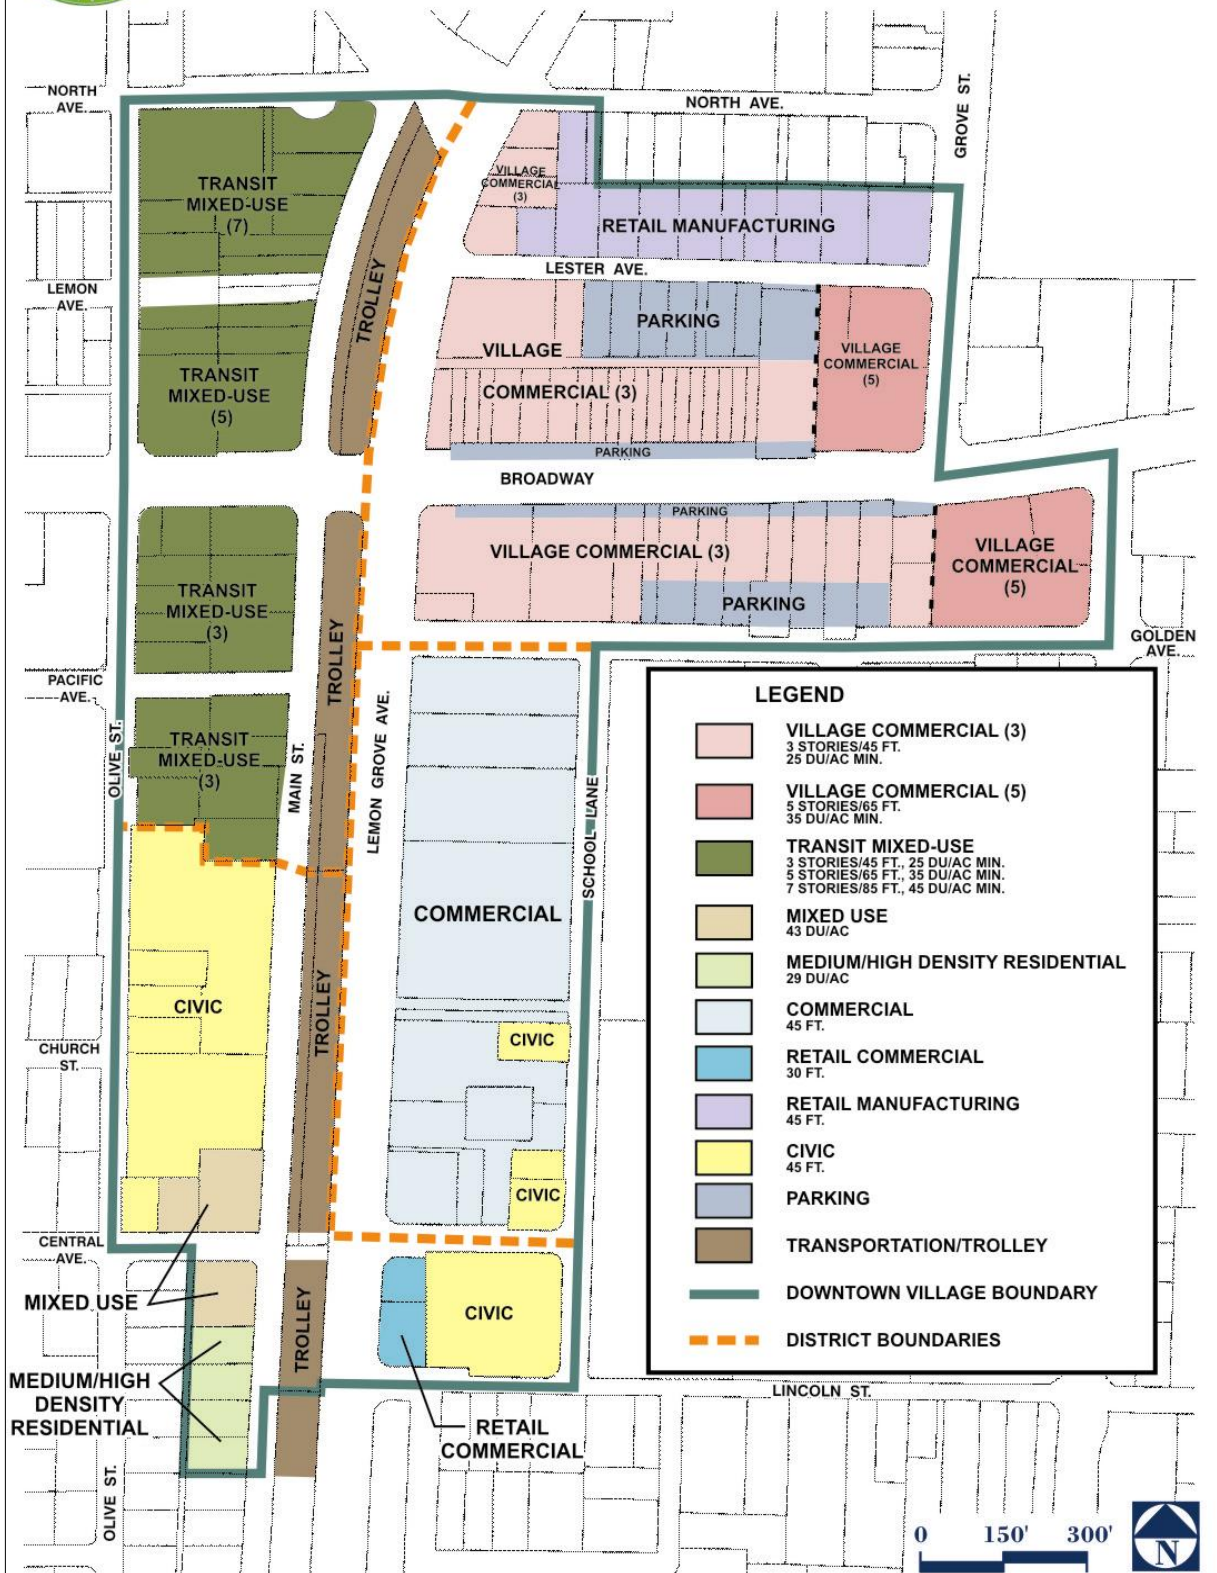 NORTH
AVE.
NORTH AVE.
GROVE ST.
TRANSIT
MIXED-USE
(7)
VILLAGE
COMMERCIAL
(3)
RETAIL MANUFACTURING
LESTER AVE.
LEMON
AVE.
TROLLEY
PARKING
VILLAGE
COMMERCIAL (3)
VILLAGE
COMMERCIAL
(5)
TRANSIT
MIXED-USE
(5)
PARKING
BROADWAY
PARKING
VILLAGE COMMERCIAL (3)
VILLAGE
COMMERCIAL
(5)
TRANSIT
MIXED-USE
(3)
PARKING
TROLLEY
GOLDEN
AVE.
PACIFIC
AVE.
OLIVE ST.
TRANSIT
MIXED-USE
(3)
MAIN ST.
LEMON GROVE AVE.
SCHOOL LANE
COMMERCIAL
CIVIC
TROLLEY
CIVIC
CHURCH
ST.
CIVIC
CENTRAL
AVE.
MIXED USE
TROLLEY
CIVIC
MEDIUM/HIGH
DENSITY
RESIDENTIAL
RETAIL
COMMERCIAL
LINCOLN ST.
OLIVE ST.
LEGEND
VILLAGE COMMERCIAL (3)
3 STORIES/45 FT.
25 DU/AC MIN.
VILLAGE COMMERCIAL (5)
5 STORIES/65 FT.
35 DU/AC MIN.
TRANSIT MIXED-USE
3 STORIES/45 FT., 25 DU/AC MIN.
5 STORIES/65 FT., 35 DU/AC MIN.
7 STORIES/85 FT., 45 DU/AC MIN.
MIXED USE
43 DU/AC
MEDIUM/HIGH DENSITY RESIDENTIAL
29 DU/AC
COMMERCIAL
45 FT.
RETAIL COMMERCIAL
30 FT.
RETAIL MANUFACTURING
45 FT.
CIVIC
45 FT.
PARKING
TRANSPORTATION/TROLLEY
DOWNTOWN VILLAGE BOUNDARY
DISTRICT BOUNDARIES
0 150' 300'
N